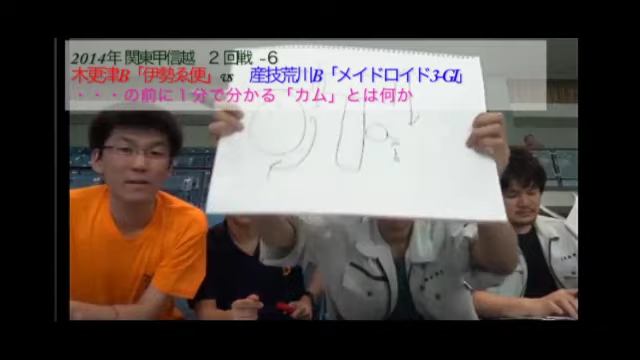 2014年 関東甲信越 2回戦 -6
木更津B「伊勢ゑ便」 vs 産技荒川B「メイドロイド3-GI」
・・・の前に1分で分かる「カム」とは何か